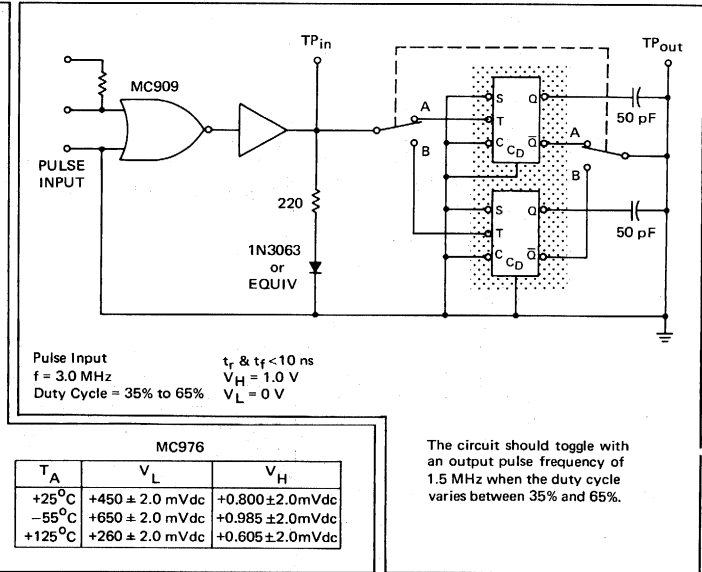 TPin
TPout
MC909
PULSE
INPUT
A
B
S
Q
T
C
CD
Q̅
50 pF
A
B
220
1N3063
or
EQUIV
S
Q
T
C
CD
Q̅
50 pF
Pulse Input
f = 3.0 MHz
Duty Cycle = 35% to 65%
tr & tf <10 ns
VH = 1.0 V
VL = 0 V
MC976
TA VL VH
+25°C +450 ± 2.0 mVdc +0.800 ±2.0mVdc
−55°C +650 ± 2.0 mVdc +0.985 ±2.0mVdc
+125°C +260 ± 2.0 mVdc +0.605±2.0mVdc
The circuit should toggle with
an output pulse frequency of
1.5 MHz when the duty cycle
varies between 35% and 65%.